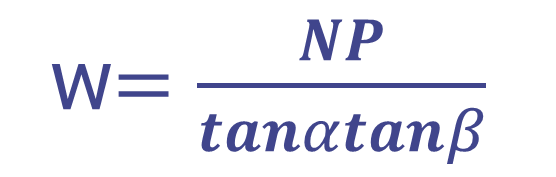 W= NP / tanαtanβ